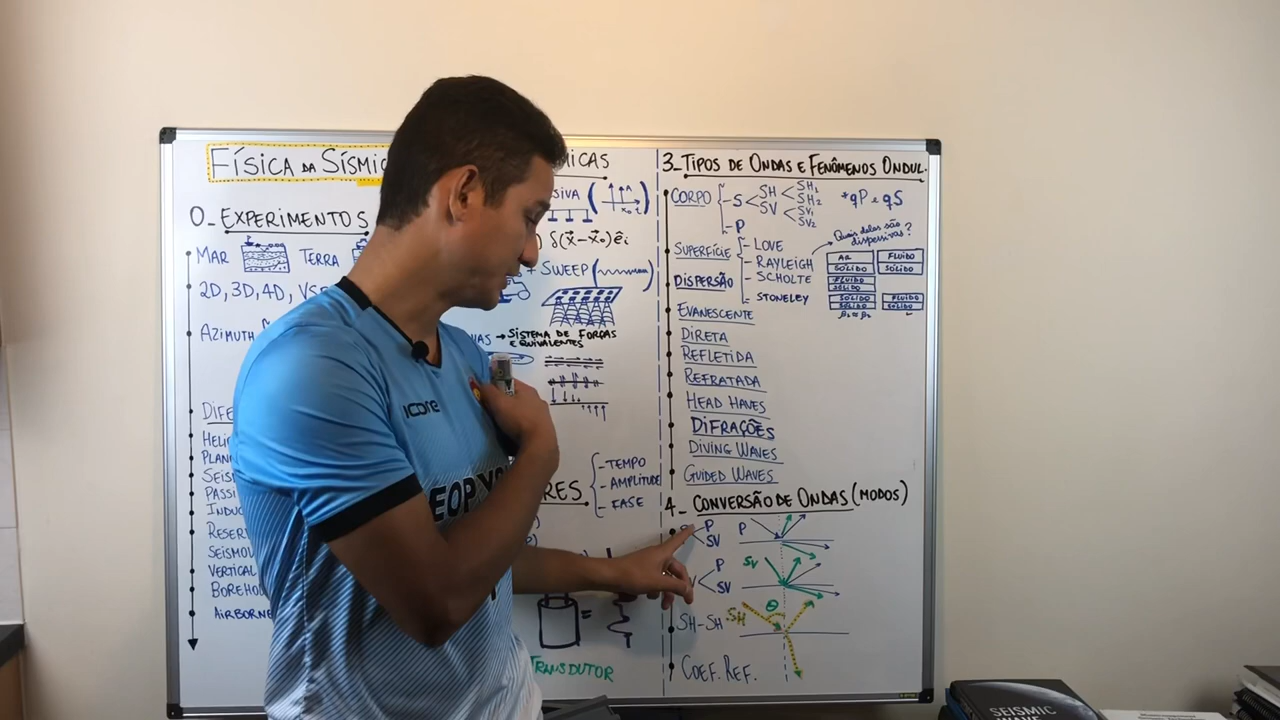 FÍSICA DA SÍSMIC
0_ EXPERIMENTOS
MAR
TERRA
2D, 3D, 4D, VS
AZIMUTH
DIFE
HELI
PLAN
SEIS
PASSI
INDU
RESER
SEISMO
VERTICAL
BOREHO
AIRBORNE
MICAS
SIVA
δ(x⃗-x⃗₀)êᵢ
+ SWEEP
→ SISTEMA DE FORÇAS
EQUIVALENTES
RES
- TEMPO
- AMPLITUDE
- FASE
TRANSDUTOR
3_ TIPOS DE ONDAS E FENÔMENOS ONDUL.
CORPO
- S
SH
SH₁
SH₂
SV
SV₁
SV₂
- P
*qP e qS
SUPERFÍCIE
- LOVE
- RAYLEIGH
- SCHOLTE
- STONELEY
DISPERSÃO
Quais delas são
dispersivas?
AR
SÓLIDO
FLUIDO
SÓLIDO
FLUIDO
SÓLIDO
SÓLIDO
SÓLIDO
FLUIDO
SÓLIDO
EVANESCENTE
DIRETA
REFLETIDA
REFRATADA
HEAD WAVES
DIFRAÇÕES
DIVING WAVES
GUIDED WAVES
4_ CONVERSÃO DE ONDAS (MODOS)
P
SV
P
P
SV
SV
SH-SH
SH
θ
COEF. REF.
SEISMIC